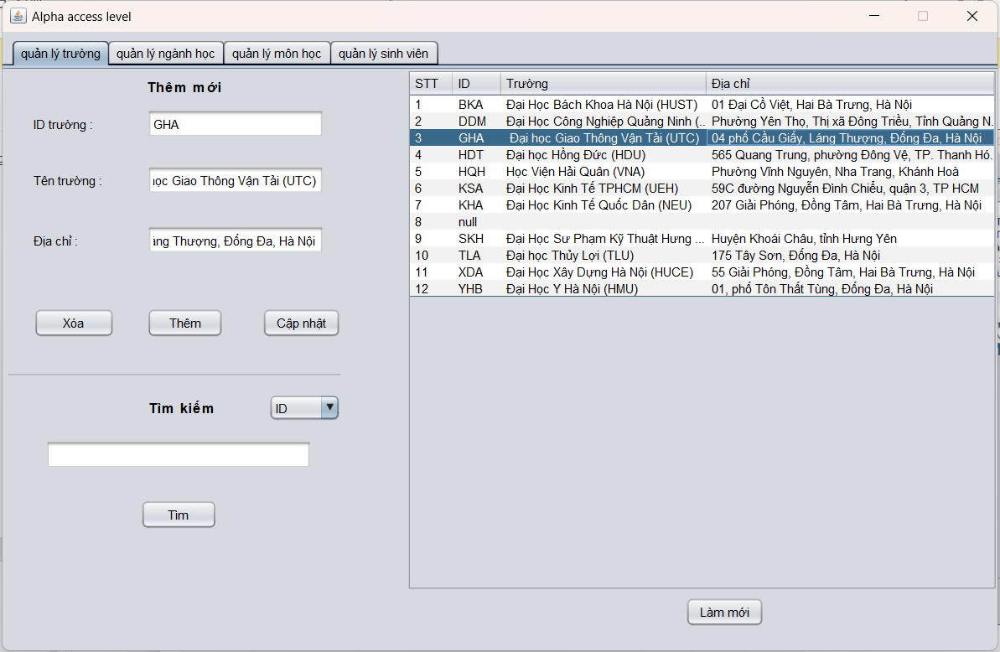 Alpha access level
quản lý trường quản lý ngành học quản lý môn học quản lý sinh viên
Thêm mới
ID trường : GHA
Tên trường : học Giao Thông Vận Tải (UTC)
Địa chỉ : áng Thượng, Đống Đa, Hà Nội
Xóa Thêm Cập nhật
Tìm kiếm ID
Tìm
STT ID Trường Địa chỉ
1 BKA Đại Học Bách Khoa Hà Nội (HUST) 01 Đại Cồ Việt, Hai Bà Trưng, Hà Nội
2 DDM Đại Học Công Nghiệp Quảng Ninh (... Phường Yên Thọ, Thị xã Đông Triều, Tỉnh Quảng N...
3 GHA Đại học Giao Thông Vận Tải (UTC) 04 phố Cầu Giấy, Láng Thượng, Đống Đa, Hà Nội
4 HDT Đại học Hồng Đức (HDU) 565 Quang Trung, phường Đông Vệ, TP. Thanh Hó...
5 HQH Học Viện Hải Quân (VNA) Phường Vĩnh Nguyên, Nha Trang, Khánh Hoà
6 KSA Đại Học Kinh Tế TPHCM (UEH) 59C đường Nguyễn Đình Chiểu, quận 3, TP HCM
7 KHA Đại Học Kinh Tế Quốc Dân (NEU) 207 Giải Phóng, Đồng Tâm, Hai Bà Trưng, Hà Nội
8 null
9 SKH Đại Học Sư Phạm Kỹ Thuật Hưng ... Huyện Khoái Châu, tỉnh Hưng Yên
10 TLA Đại học Thủy Lợi (TLU) 175 Tây Sơn, Đống Đa, Hà Nội
11 XDA Đại Học Xây Dựng Hà Nội (HUCE) 55 Giải Phóng, Đồng Tâm, Hai Bà Trưng, Hà Nội
12 YHB Đại Học Y Hà Nội (HMU) 01, phố Tôn Thất Tùng, Đống Đa, Hà Nội
Làm mới